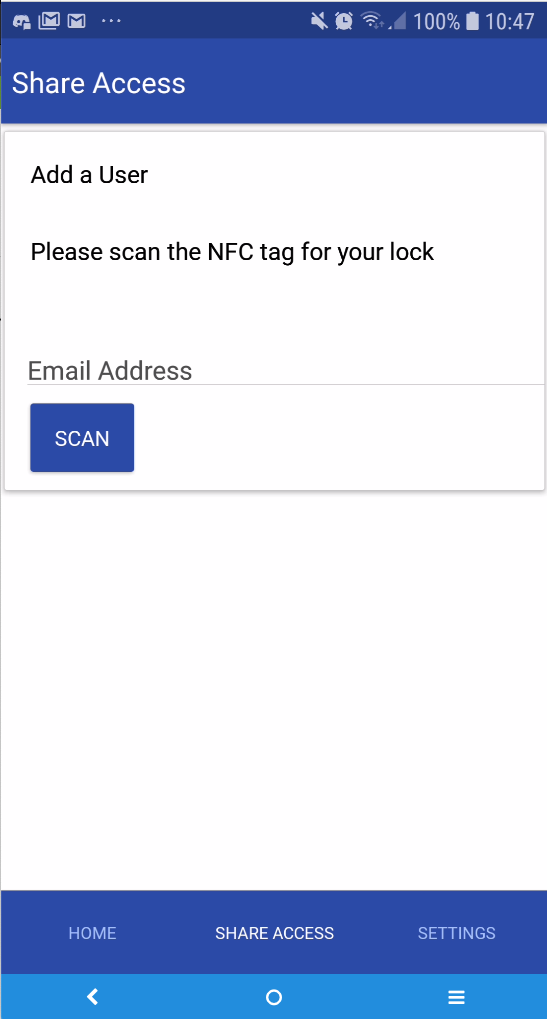 100% 10:47
Share Access
Add a User
Please scan the NFC tag for your lock
Email Address
SCAN
HOME SHARE ACCESS SETTINGS